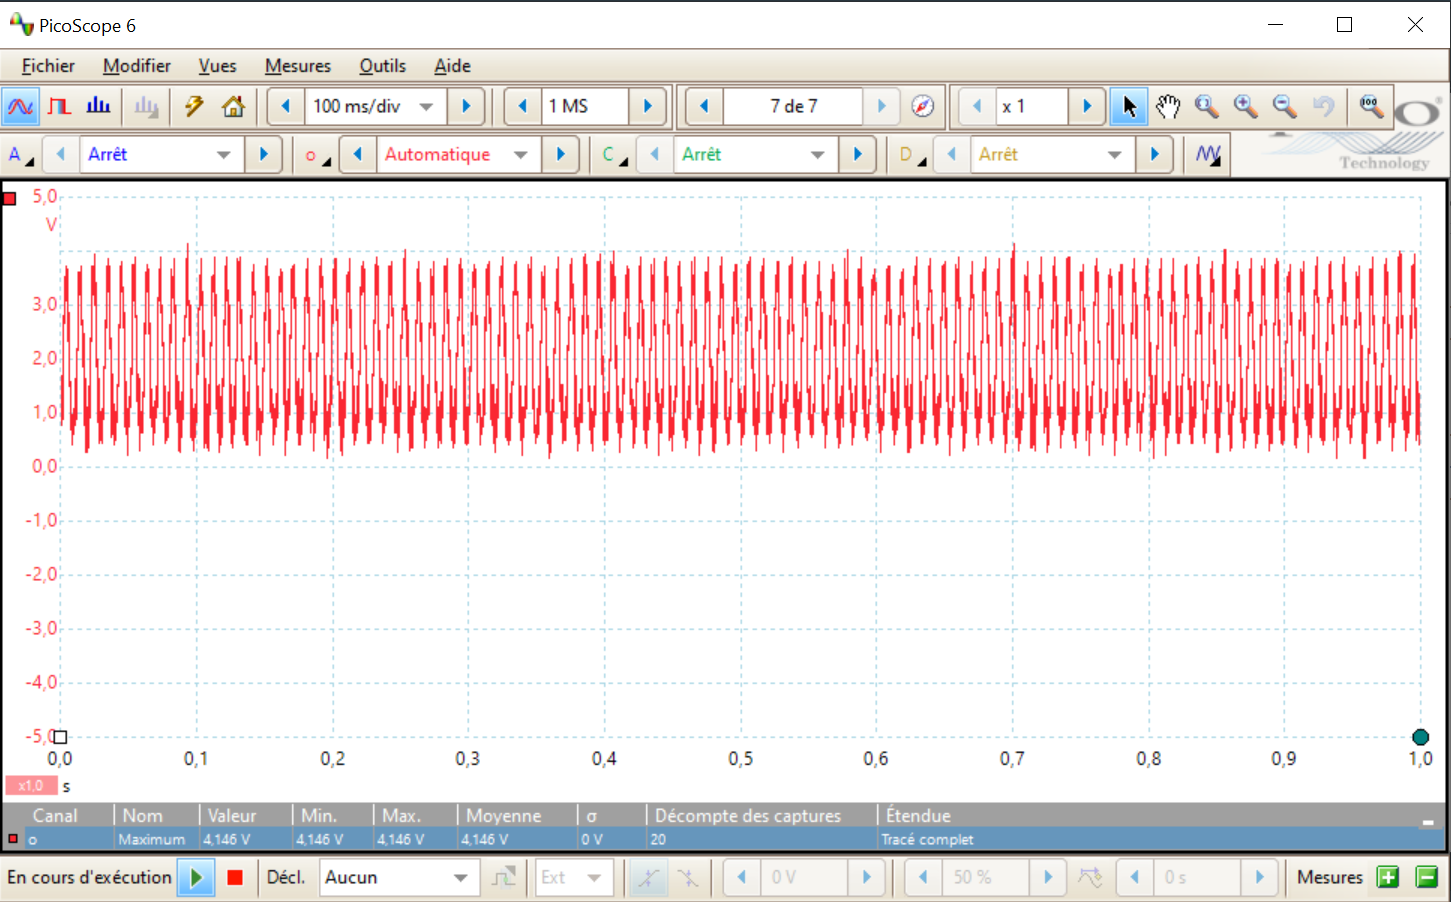 PicoScope 6
Fichier Modifier Vues Mesures Outils Aide
100 ms/div 1 MS 7 de 7 x 1 100
A Arrêt o Automatique C Arrêt D Arrêt
Technology
5,0
V
3,0
2,0
1,0
0,0
-1,0
-2,0
-3,0
-4,0
-5,0
0,0 0,1 0,2 0,3 0,4 0,5 0,6 0,7 0,8 0,9 1,0
x1,0 s
Canal Nom Valeur Min. Max. Moyenne σ Décompte des captures Étendue
o Maximum 4,146 V 4,146 V 4,146 V 4,146 V 0 V 20 Tracé complet
En cours d'exécution Décl. Aucun Ext 0 V 50 % 0 s Mesures